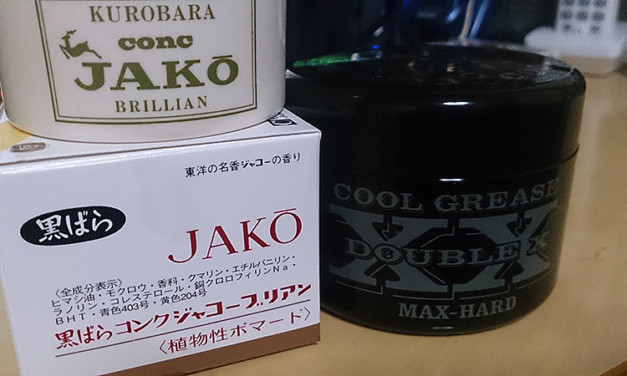 KUROBARA
conc
JAKŌ
BRILLIAN
東洋の名香ジャコーの香り
黒ばら
JAKŌ
〈全成分表示〉
ヒマシ油・モクロウ・香料・クマリン・エチルバニリン・
ラノリン・コレステロール・銅クロロフィリンNa・
BHT・青色403号・黄色204号
黒ばらコンクジャコーブリアン
〈植物性ポマード〉
COOL GREASE
XX
DOUBLE X
MAX-HARD